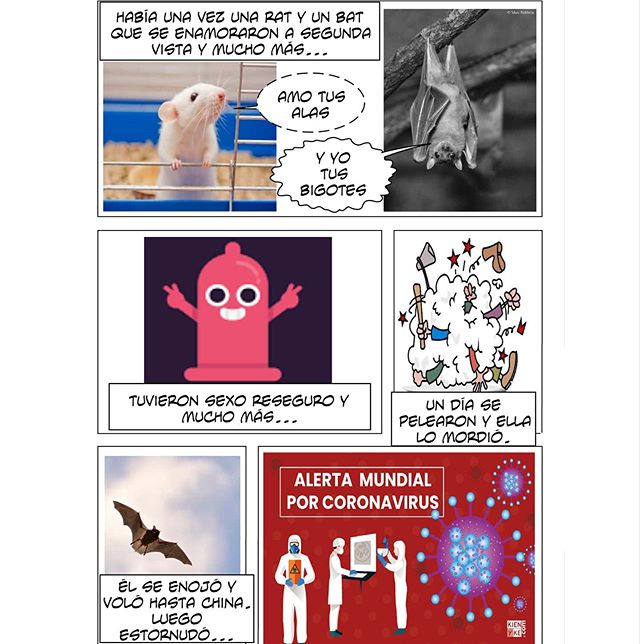 HABÍA UNA VEZ UNA RAT Y UN BAT
QUE SE ENAMORARON A SEGUNDA
VISTA Y MUCHO MÁS...
AMO TUS
ALAS
Y YO
TUS
BIGOTES
TUVIERON SEXO RESEGURO Y
MUCHO MÁS...
UN DÍA SE
PELEARON Y ELLA
LO MORDIÓ.
ÉL SE ENOJÓ Y
VOLÓ HASTA CHINA.
LUEGO
ESTORNUDÓ...
ALERTA MUNDIAL
POR CORONAVIRUS
KIEN
Y KE